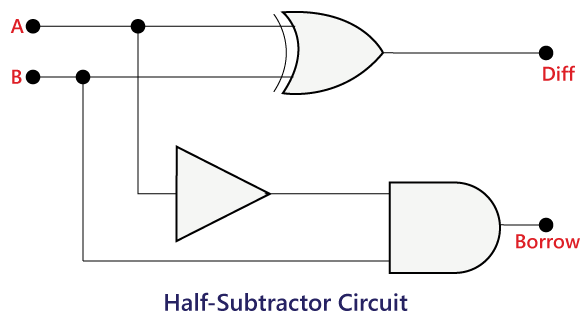 A
B
Diff
Borrow
Half-Subtractor Circuit